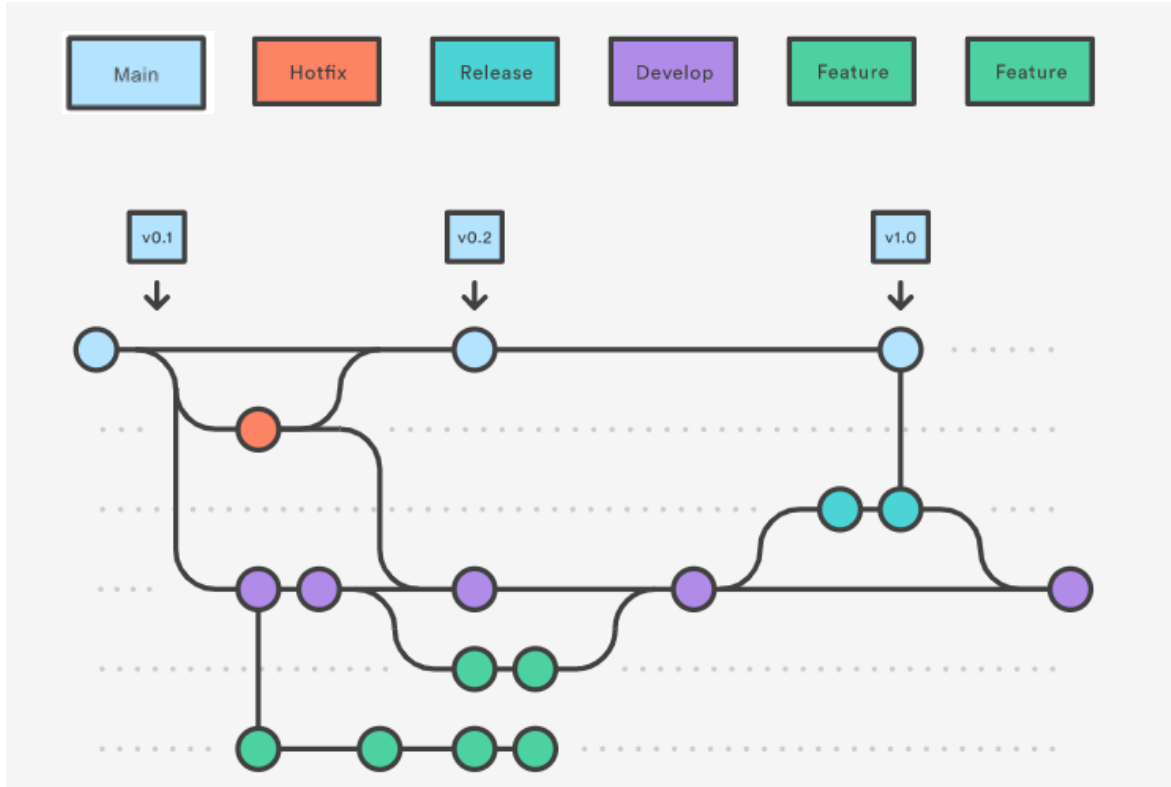 Main
Hotfix
Release
Develop
Feature
Feature
v0.1
v0.2
v1.0